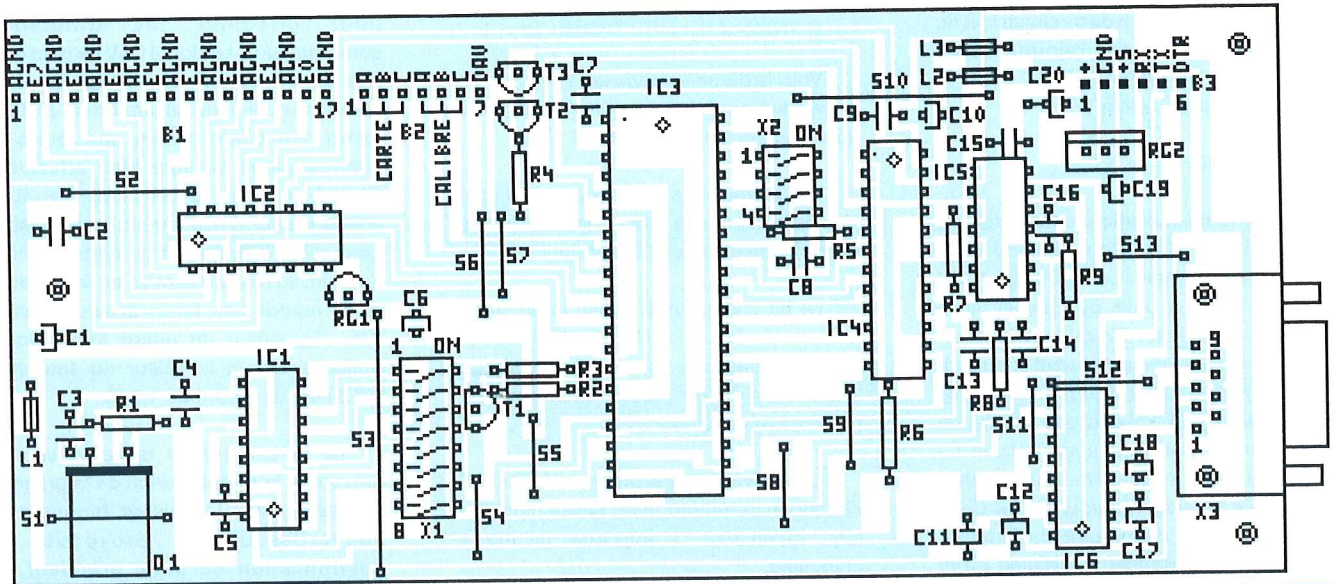 AGND E7 AGND E6 AGND E5 AGND E4 AGND E3 AGND E2 AGND E1 AGND E0 AGND
1 17
B1
A B C A B C DAV
1 7
CARTE B2 CALIBRE
T3
T2
C7
IC3
R4
L3
L2
S10
C20
+ GND +S RX TX DTR
1 6
B3
C9
C10
X2 ON
1
4
C15
RG2
IC5
C16
C19
S2
IC2
C2
S6
S7
R5
C8
R7
R9
S13
RG1
C6
C1
IC4
1 ON
IC1
C4
C3
R1
R3
R2
T1
C13
R8
C14
S12
9
1
L1
S3
S5
S9
R6
S11
C18
S8
S1
C5
S4
8 X1
Q1
C12
C11
C17
IC6
X3